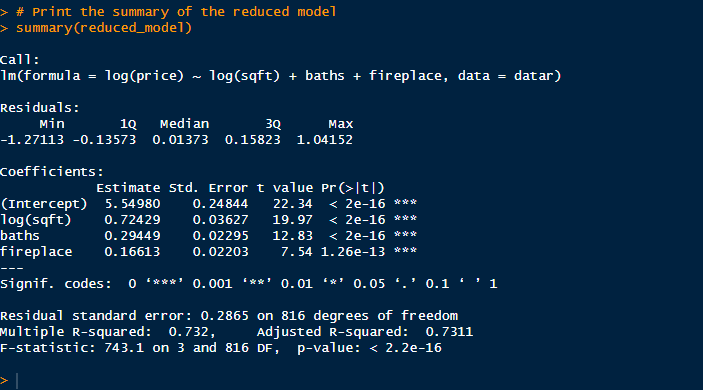 > # Print the summary of the reduced model
> summary(reduced_model)
Call:
lm(formula = log(price) ~ log(sqft) + baths + fireplace, data = datar)
Residuals:
     Min       1Q   Median       3Q      Max
-1.27113 -0.13573  0.01373  0.15823  1.04152
Coefficients:
            Estimate Std. Error t value Pr(>|t|)
(Intercept)  5.54980    0.24844   22.34  < 2e-16 ***
log(sqft)    0.72429    0.03627   19.97  < 2e-16 ***
baths        0.29449    0.02295   12.83  < 2e-16 ***
fireplace    0.16613    0.02203    7.54 1.26e-13 ***
---
Signif. codes:  0 ‘***’ 0.001 ‘**’ 0.01 ‘*’ 0.05 ‘.’ 0.1 ‘ ’ 1
Residual standard error: 0.2865 on 816 degrees of freedom
Multiple R-squared:  0.732,     Adjusted R-squared:  0.7311
F-statistic: 743.1 on 3 and 816 DF,  p-value: < 2.2e-16
>